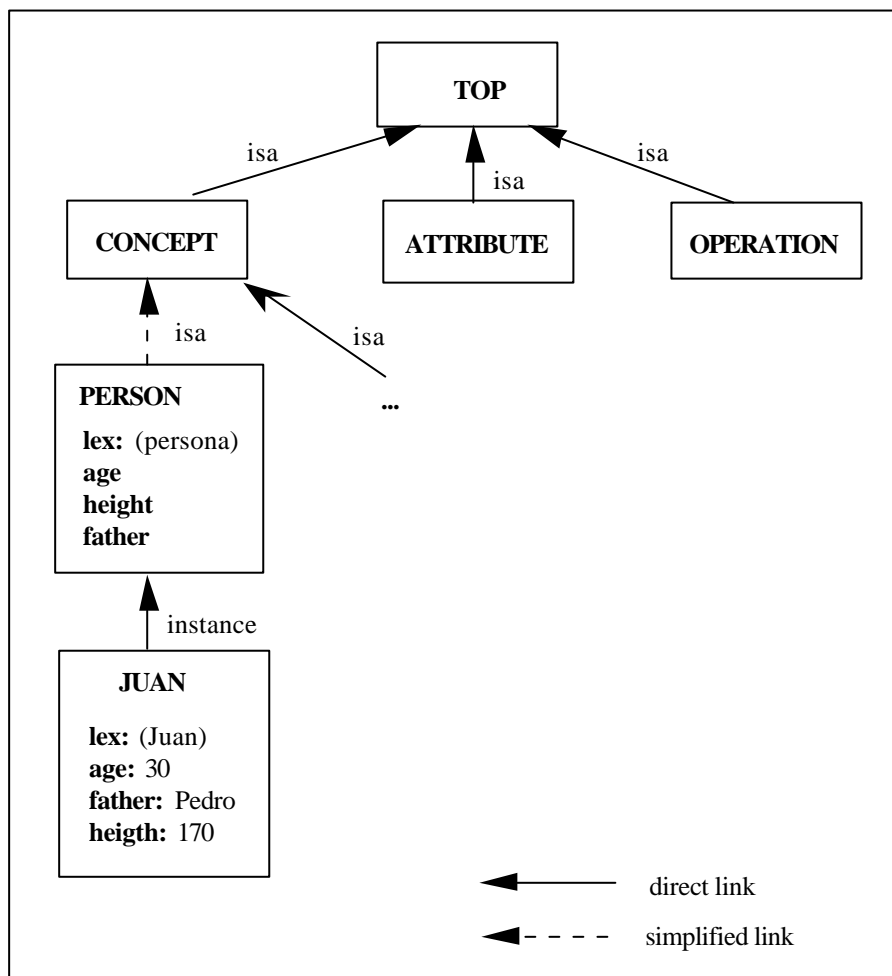 TOP
isa
isa
isa
CONCEPT
ATTRIBUTE
OPERATION
isa
isa
PERSON
lex: (persona)
age
height
father
...
instance
JUAN
lex: (Juan)
age: 30
father: Pedro
heigth: 170
direct link
simplified link